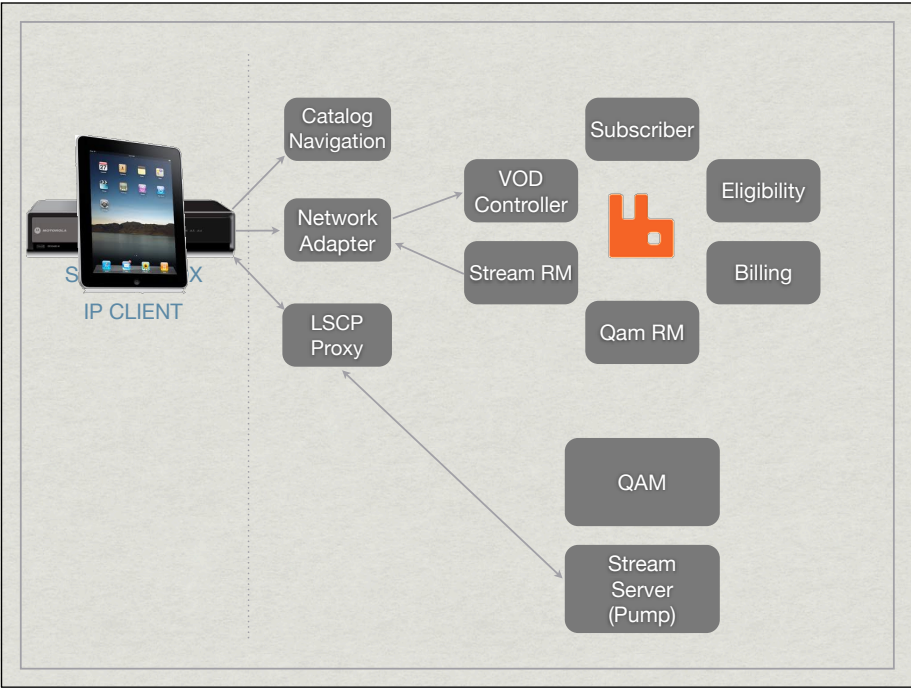 Catalog
Navigation
Subscriber
VOD
Controller
Eligibility
Network
Adapter
Stream RM
Billing
IP CLIENT
LSCP
Proxy
Qam RM
QAM
Stream
Server
(Pump)